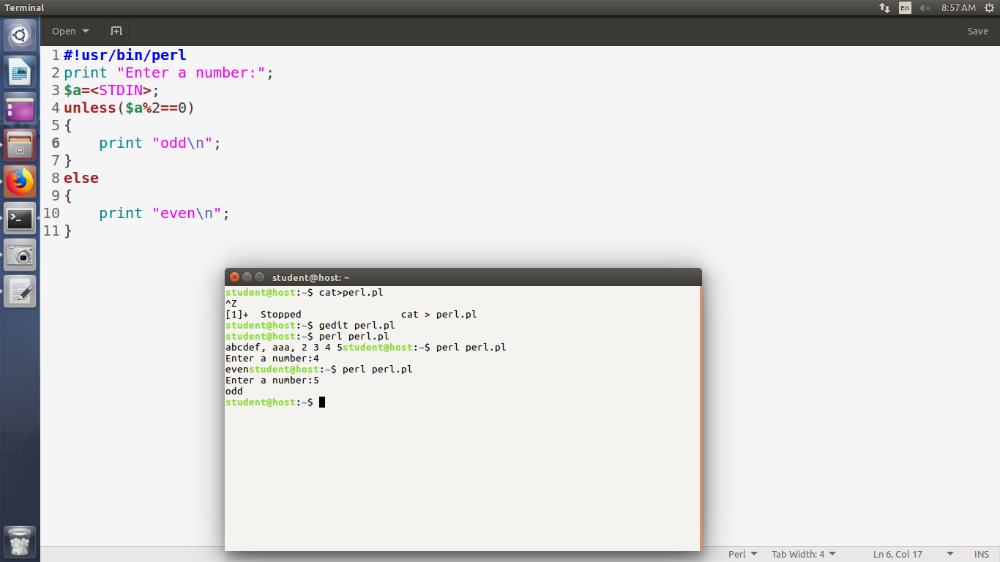 Terminal
En
8:57 AM
Open
Save
1 #!usr/bin/perl
2 print "Enter a number:";
3 $a=<STDIN>;
4 unless($a%2==0)
5 {
6     print "odd\n";
7 }
8 else
9 {
10     print "even\n";
11 }
student@host: ~
student@host:~$ cat>perl.pl
^Z
[1]+  Stopped                 cat > perl.pl
student@host:~$ gedit perl.pl
student@host:~$ perl perl.pl
abcdef, aaa, 2 3 4 5student@host:~$ perl perl.pl
Enter a number:4
evenstudent@host:~$ perl perl.pl
Enter a number:5
odd
student@host:~$
Perl
Tab Width: 4
Ln 6, Col 17
INS